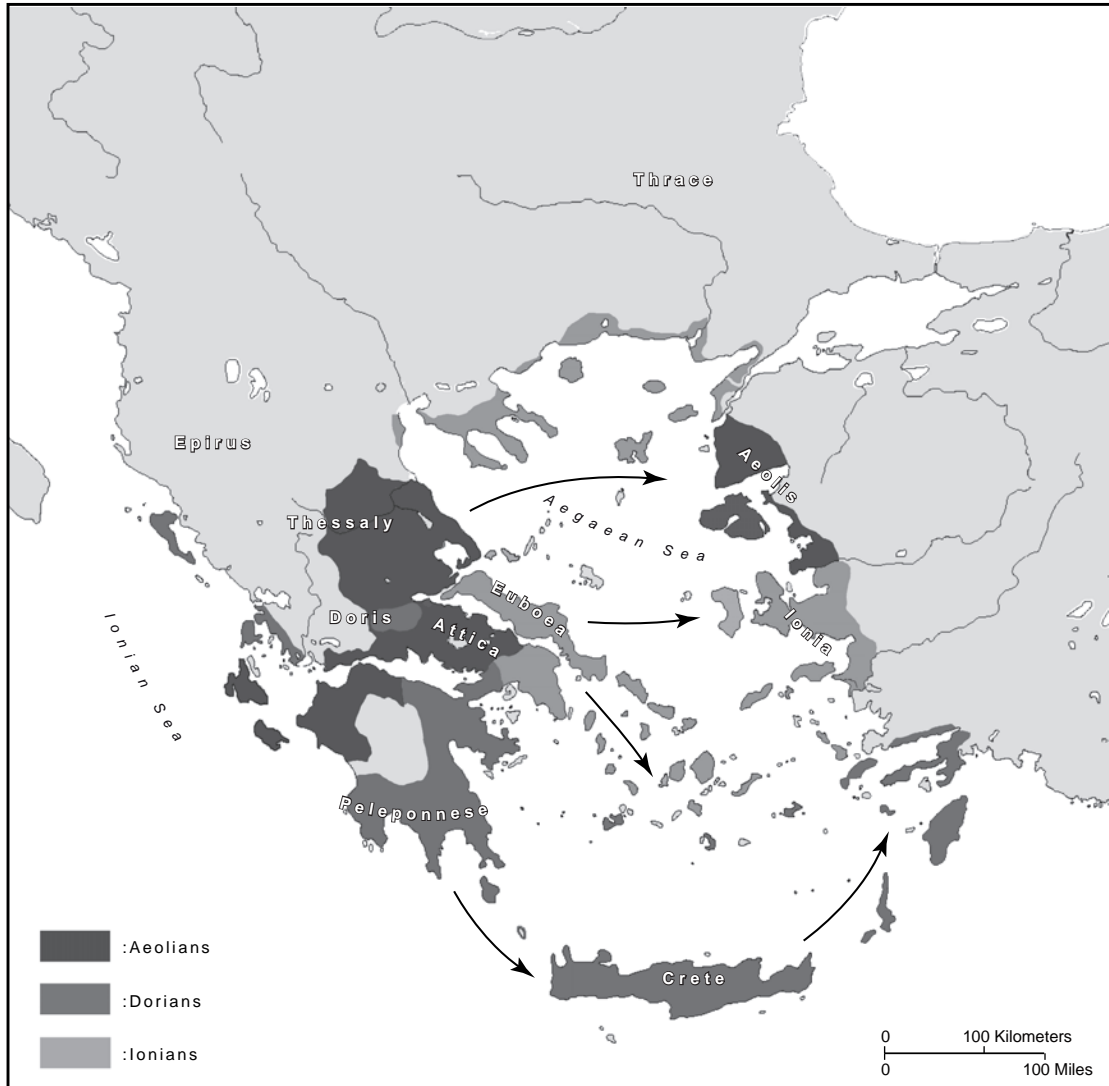 Thrace
Epirus
Thessaly
Aeolis
Aegaean Sea
Doris
Attica
Euboea
Ionia
Ionian Sea
Peleponnese
Crete
:Aeolians
:Dorians
:Ionians
0 100 Kilometers
0 100 Miles